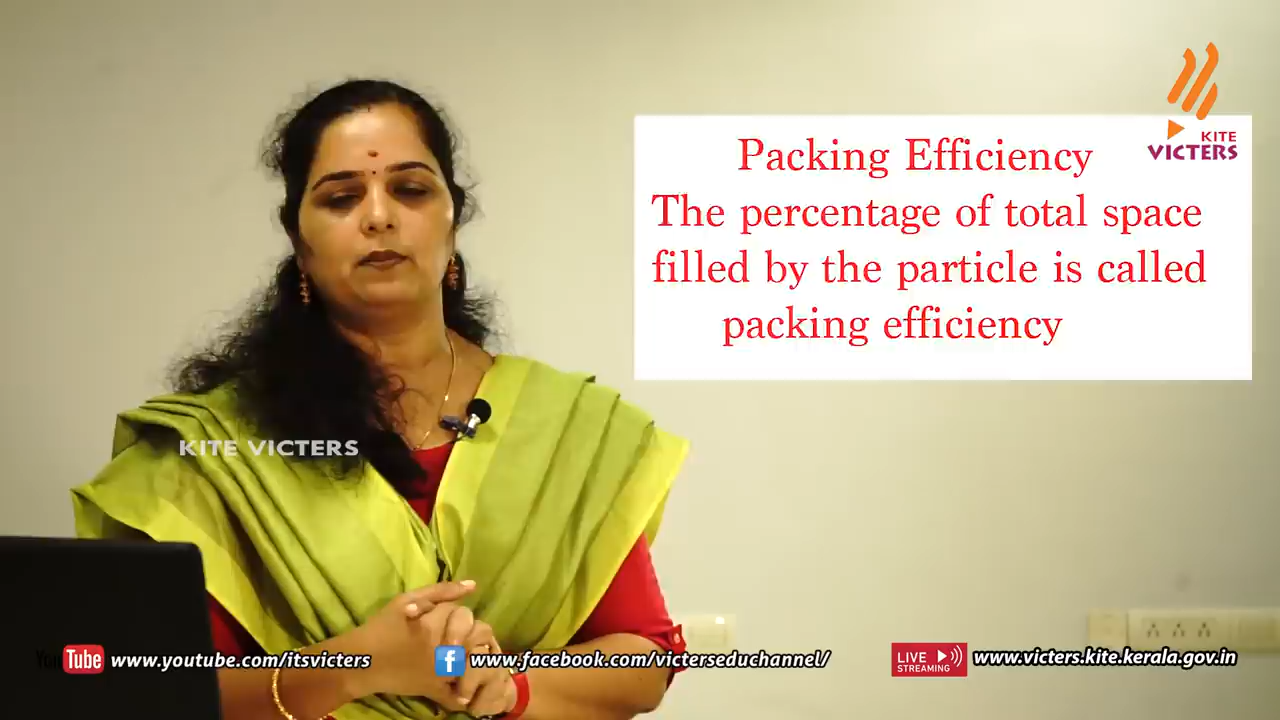 Packing Efficiency
The percentage of total space
filled by the particle is called
packing efficiency
KITE
VICTERS
KITE VICTERS
YouTube www.youtube.com/itsvicters
f www.facebook.com/victerseduchannel/
LIVE
STREAMING
www.victers.kite.kerala.gov.in